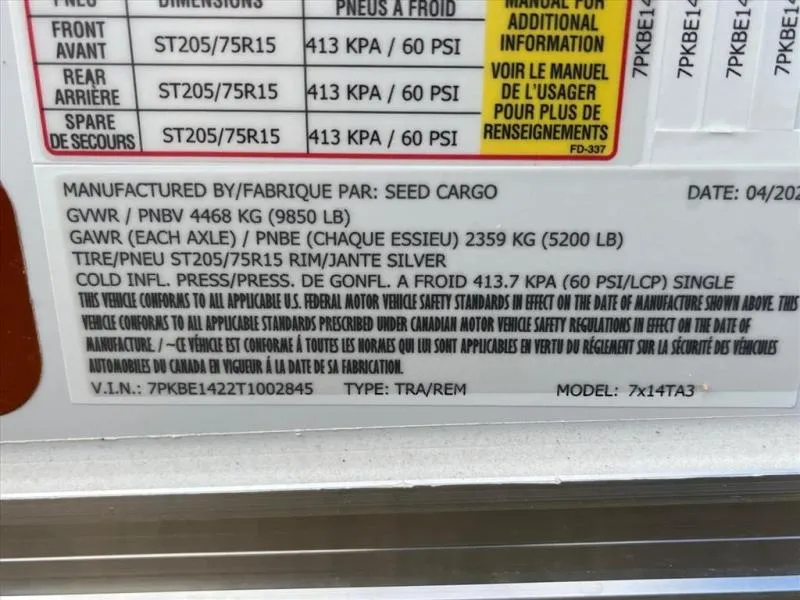 PNEU DIMENSIONS PNEUS A FROID
MANUAL FOR
ADDITIONAL
INFORMATION
FRONT
AVANT ST205/75R15 413 KPA / 60 PSI
VOIR LE MANUEL
DE L'USAGER
POUR PLUS DE
RENSEIGNEMENTS
REAR
ARRIÈRE ST205/75R15 413 KPA / 60 PSI
SPARE
DE SECOURS ST205/75R15 413 KPA / 60 PSI
FD-337
7PKBE14
7PKBE14
7PKBE14
7PKBE14
MANUFACTURED BY/FABRIQUE PAR: SEED CARGO DATE: 04/202
GVWR / PNBV 4468 KG (9850 LB)
GAWR (EACH AXLE) / PNBE (CHAQUE ESSIEU) 2359 KG (5200 LB)
TIRE/PNEU ST205/75R15 RIM/JANTE SILVER
COLD INFL. PRESS/PRESS. DE GONFL. A FROID 413.7 KPA (60 PSI/LCP) SINGLE
THIS VEHICLE CONFORMS TO ALL APPLICABLE U.S. FEDERAL MOTOR VEHICLE SAFETY STANDARDS IN EFFECT ON THE DATE OF MANUFACTURE SHOWN ABOVE. THIS
VEHICLE CONFORMS TO ALL APPLICABLE STANDARDS PRESCRIBED UNDER CANADIAN MOTOR VEHICLE SAFETY REGULATIONS IN EFFECT ON THE DATE OF
MANUFACTURE. / ~CE VÉHICLE EST CONFORME À TOUTES LES NORMES QUI LUI SONT APPLICABLES EN VERTU DU RÉGLEMENT SUR LA SÉCURITÉ DES VÉHICULES
AUTOMOBILES DU CANADA EN VIGUEUR À LA DATE DE SA FABRICATION.
V.I.N.: 7PKBE1422T1002845 TYPE: TRA/REM MODEL: 7x14TA3